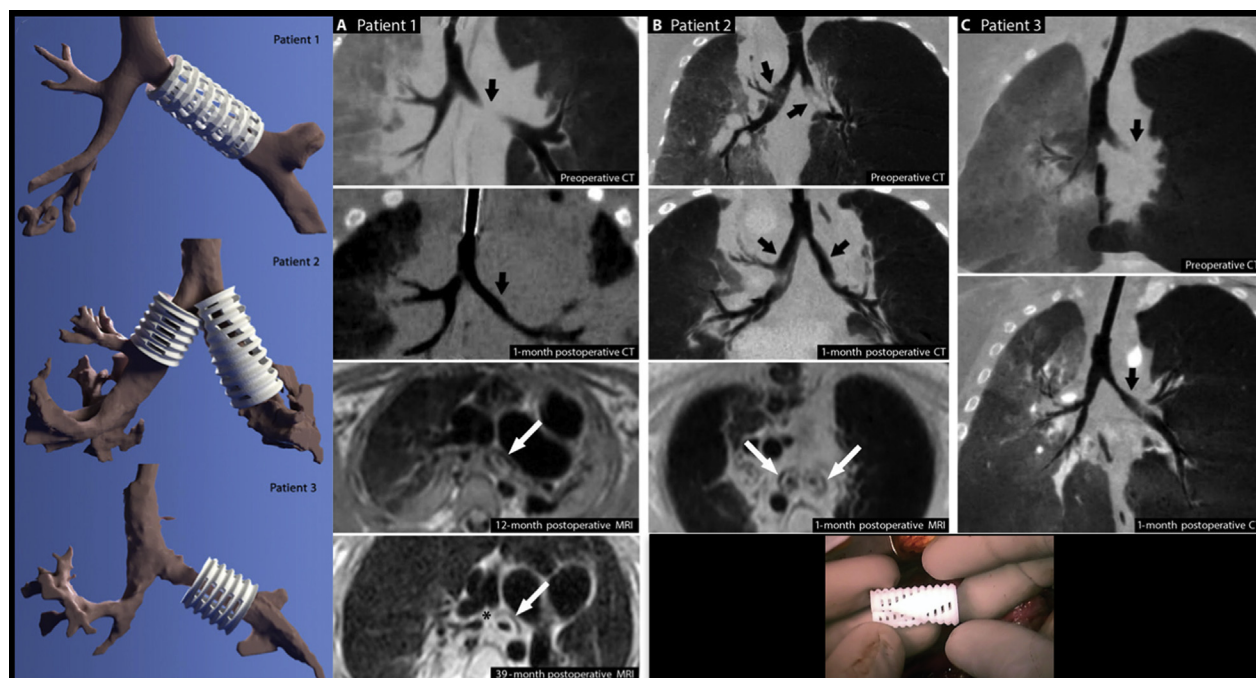 Patient 1
Patient 2
Patient 3
A Patient 1
Preoperative CT
1-month postoperative CT
12-month postoperative MRI
*
39-month postoperative MRI
B Patient 2
Preoperative CT
1-month postoperative CT
1-month postoperative MRI
C Patient 3
Preoperative CT
1-month postoperative C